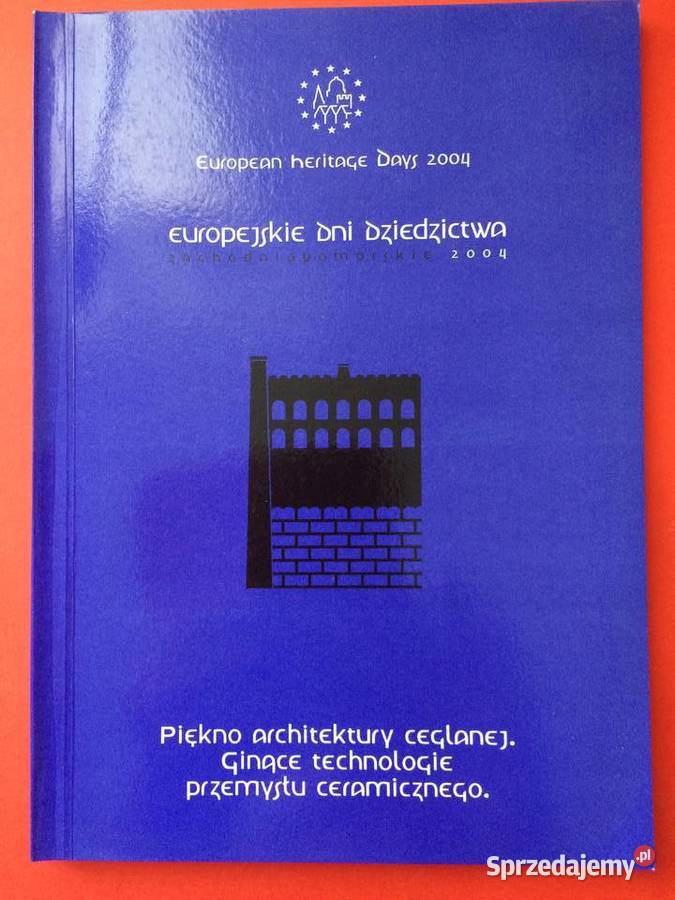 European Heritage Days 2004
Europejskie Dni Dziedzictwa
zachodniopomorskie 2004
Piękno architektury ceglanej.
Ginące technologie
przemysłu ceramicznego.
Sprzedajemy.pl